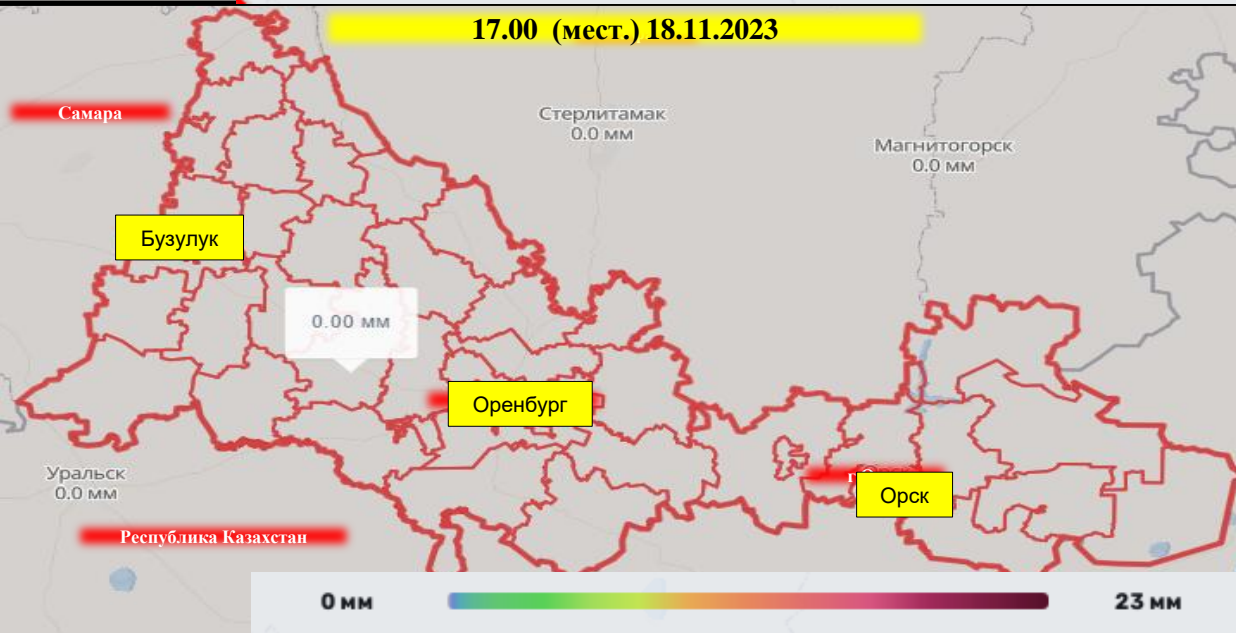 17.00 (мест.) 18.11.2023
Самара
Стерлитамак
0.0 мм
Магнитогорск
0.0 мм
Бузулук
0.00 мм
Оренбург
Уральск
0.0 мм
Орск
Республика Казахстан
0 мм
23 мм